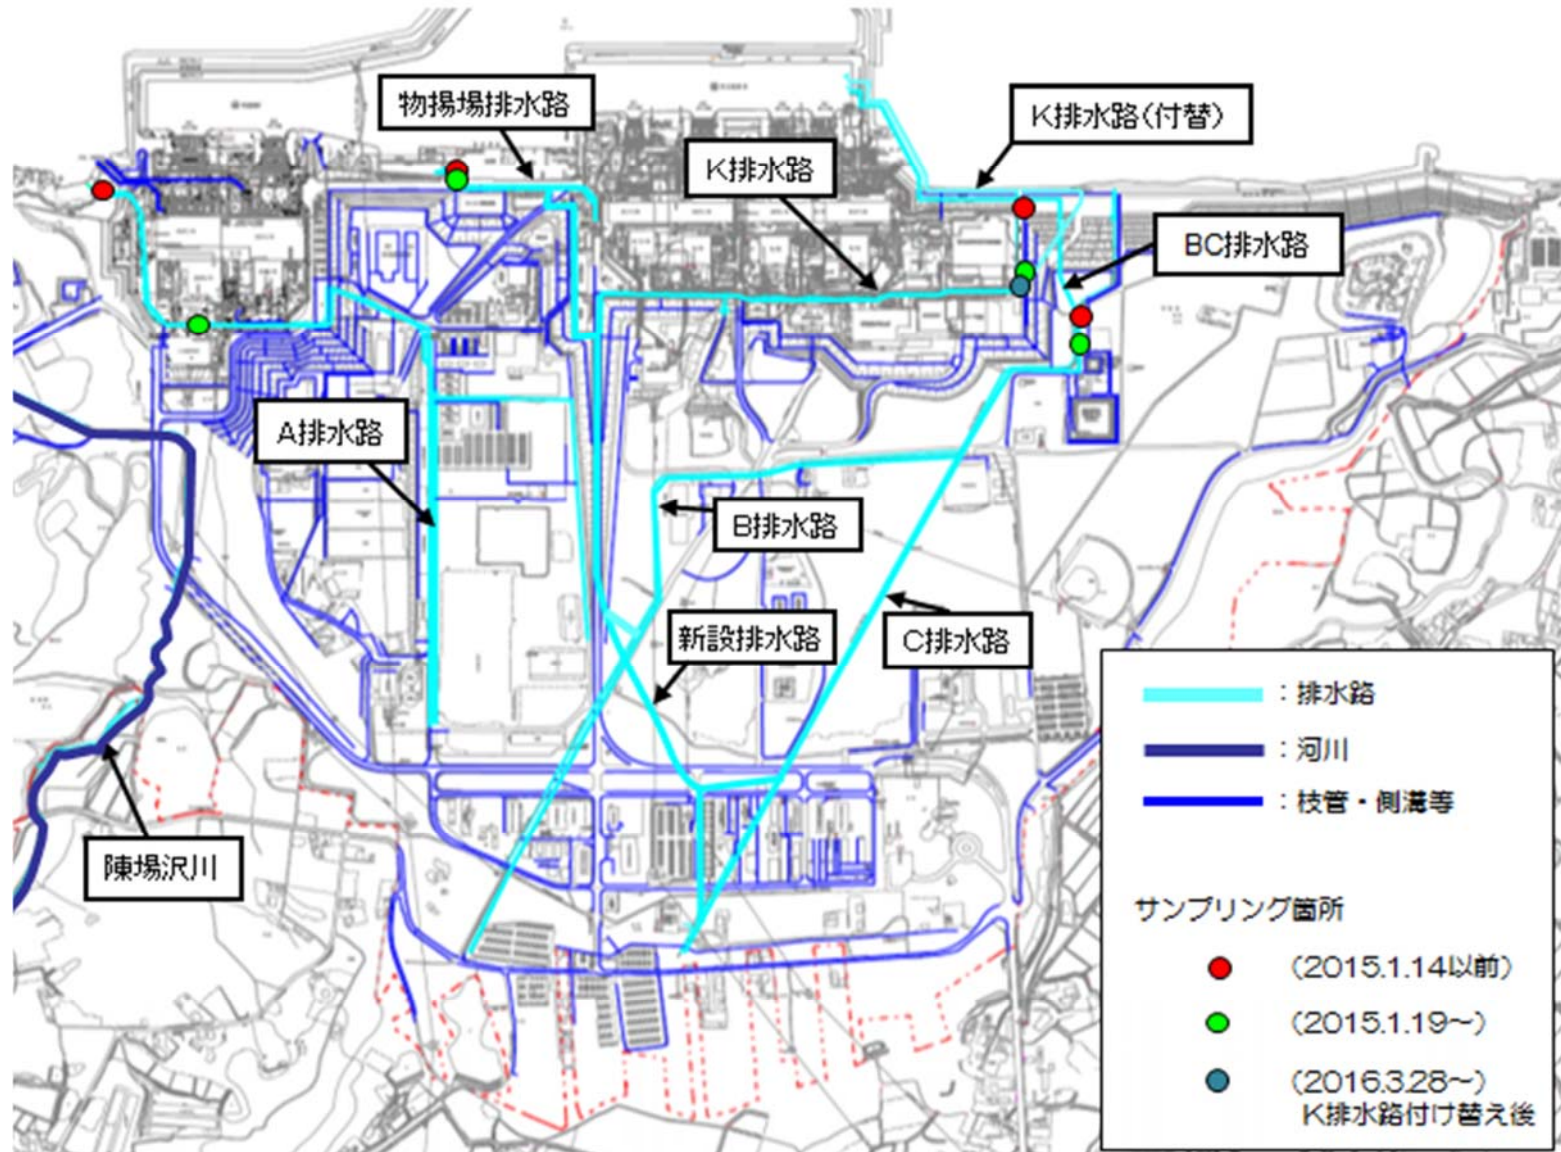 物揚場排水路
K排水路(付替)
K排水路
BC排水路
A排水路
B排水路
新設排水路
C排水路
陳場沢川
：排水路
：河川
：枝管・側溝等
サンプリング箇所
（2015.1.14以前）
（2015.1.19～）
（2016.3.28～）
K排水路付け替え後